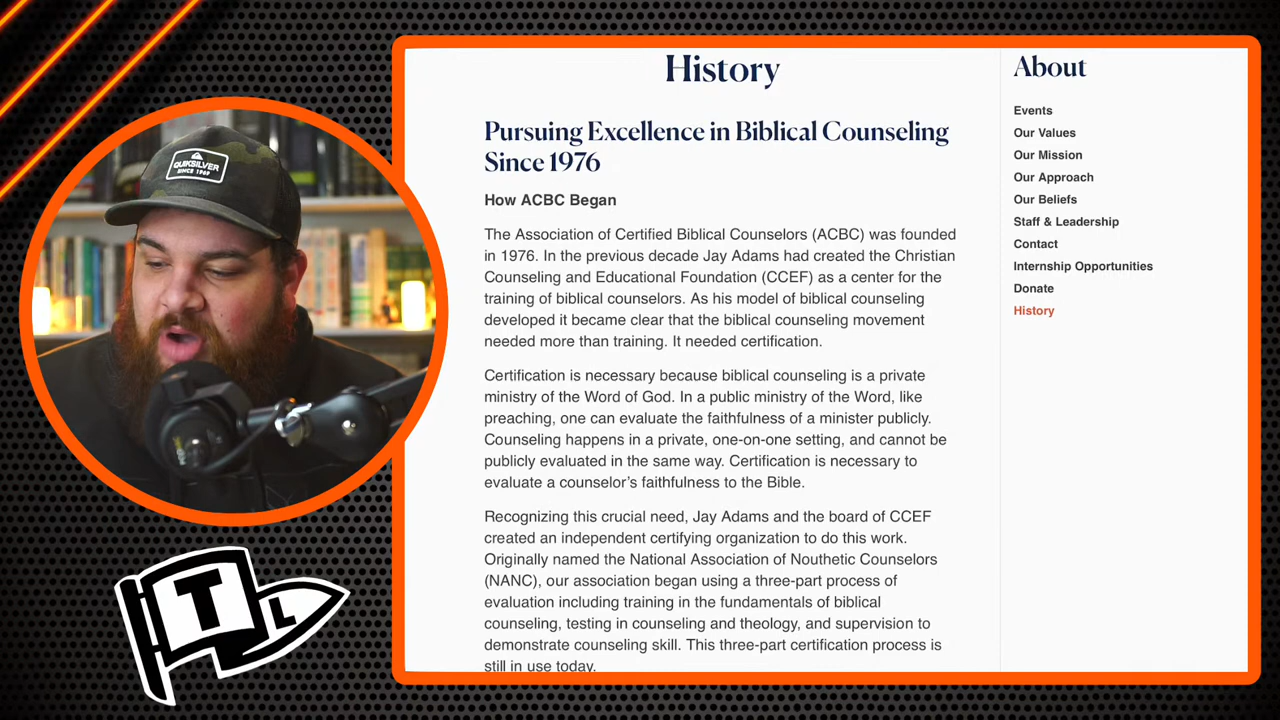 QUIKSILVER
SINCE 1969
T
L
History
Pursuing Excellence in Biblical Counseling
Since 1976
How ACBC Began
The Association of Certified Biblical Counselors (ACBC) was founded
in 1976. In the previous decade Jay Adams had created the Christian
Counseling and Educational Foundation (CCEF) as a center for the
training of biblical counselors. As his model of biblical counseling
developed it became clear that the biblical counseling movement
needed more than training. It needed certification.
Certification is necessary because biblical counseling is a private
ministry of the Word of God. In a public ministry of the Word, like
preaching, one can evaluate the faithfulness of a minister publicly.
Counseling happens in a private, one-on-one setting, and cannot be
publicly evaluated in the same way. Certification is necessary to
evaluate a counselor’s faithfulness to the Bible.
Recognizing this crucial need, Jay Adams and the board of CCEF
created an independent certifying organization to do this work.
Originally named the National Association of Nouthetic Counselors
(NANC), our association began using a three-part process of
evaluation including training in the fundamentals of biblical
counseling, testing in counseling and theology, and supervision to
demonstrate counseling skill. This three-part certification process is
still in use today.
About
Events
Our Values
Our Mission
Our Approach
Our Beliefs
Staff & Leadership
Contact
Internship Opportunities
Donate
History